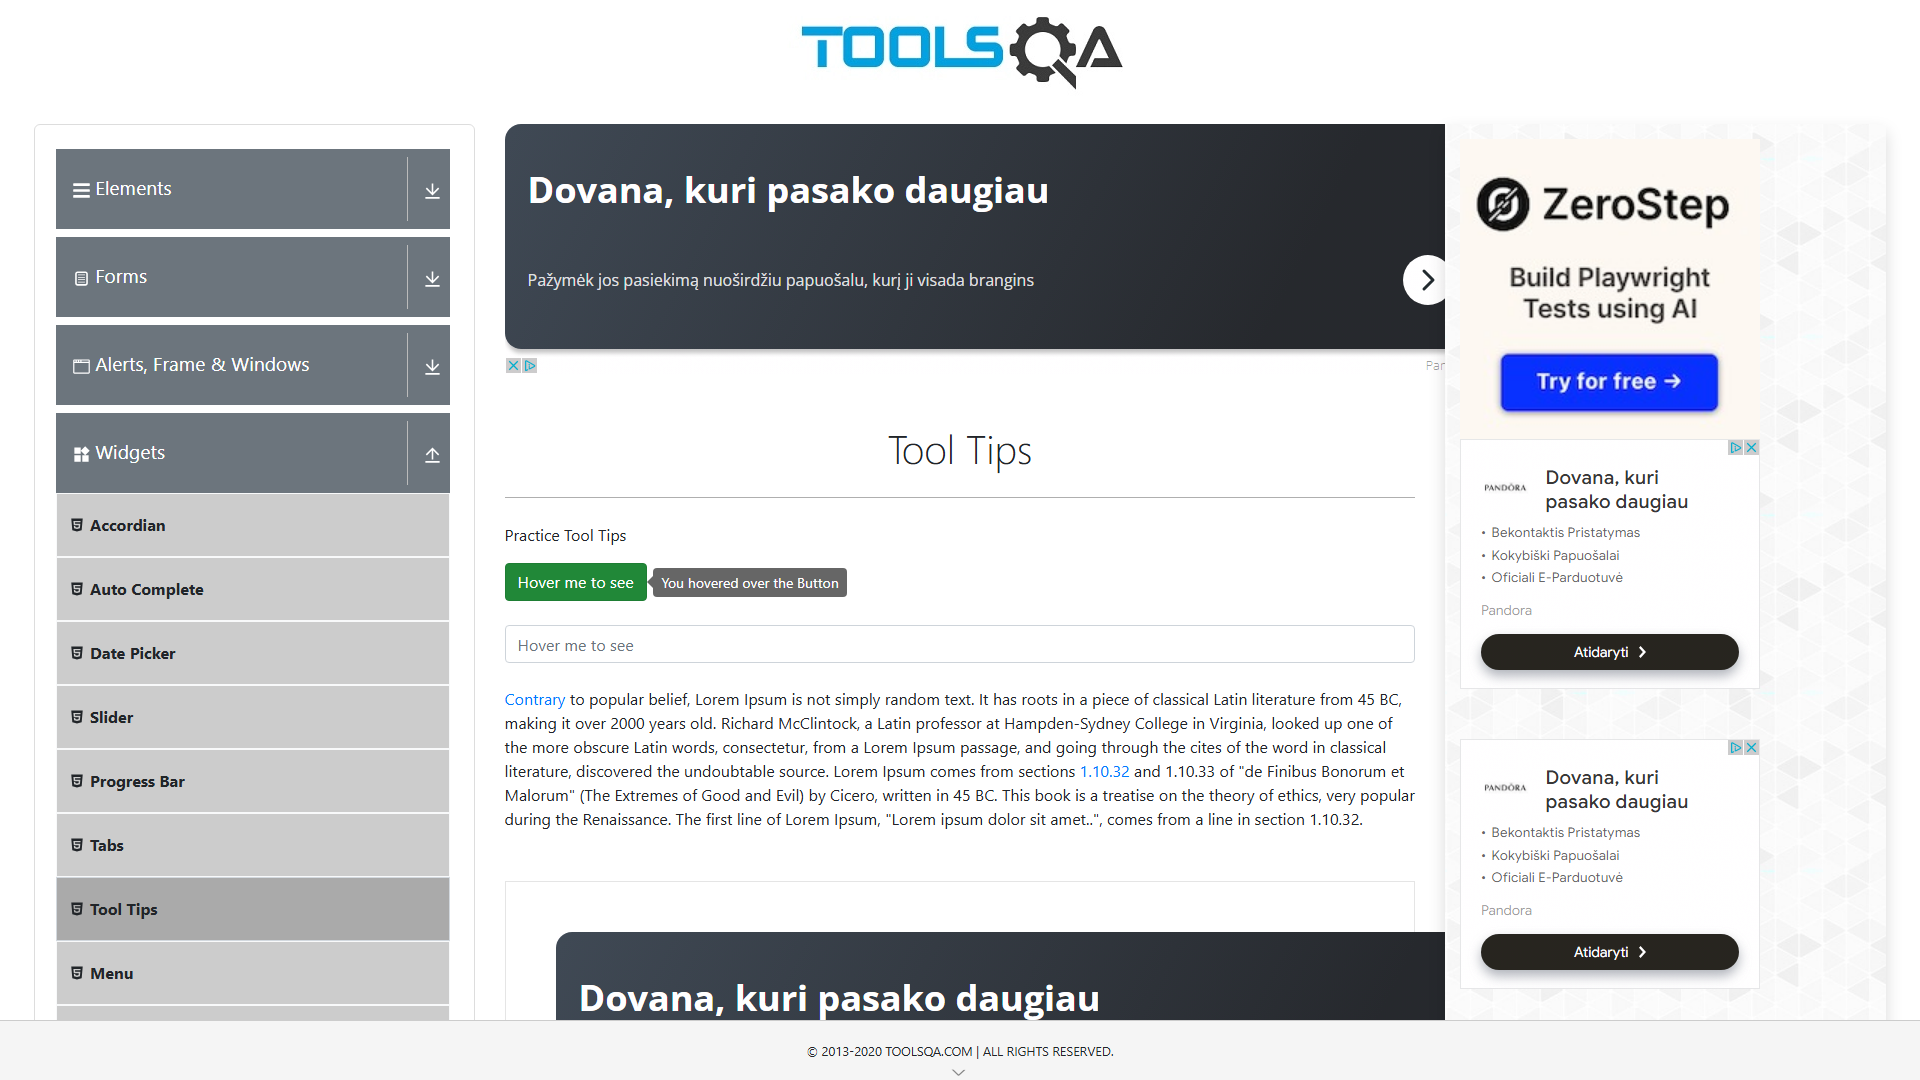 TOOLSQA
Elements
Forms
Alerts, Frame & Windows
Widgets
Accordian
Auto Complete
Date Picker
Slider
Progress Bar
Tabs
Tool Tips
Menu
Dovana, kuri pasako daugiau
Pažymėk jos pasiekimą nuoširdžiu papuošalu, kurį ji visada brangins
Par
Tool Tips
Practice Tool Tips
Hover me to see
You hovered over the Button
Hover me to see
Contrary to popular belief, Lorem Ipsum is not simply random text. It has roots in a piece of classical Latin literature from 45 BC,
making it over 2000 years old. Richard McClintock, a Latin professor at Hampden-Sydney College in Virginia, looked up one of
the more obscure Latin words, consectetur, from a Lorem Ipsum passage, and going through the cites of the word in classical
literature, discovered the undoubtable source. Lorem Ipsum comes from sections 1.10.32 and 1.10.33 of "de Finibus Bonorum et
Malorum" (The Extremes of Good and Evil) by Cicero, written in 45 BC. This book is a treatise on the theory of ethics, very popular
during the Renaissance. The first line of Lorem Ipsum, "Lorem ipsum dolor sit amet..", comes from a line in section 1.10.32.
Dovana, kuri pasako daugiau
ZeroStep
Build Playwright
Tests using AI
Try for free →
PANDÖRA
Dovana, kuri
pasako daugiau
• Bekontaktis Pristatymas
• Kokybiški Papuošalai
• Oficiali E-Parduotuvė
Pandora
Atidaryti
PANDÖRA
Dovana, kuri
pasako daugiau
• Bekontaktis Pristatymas
• Kokybiški Papuošalai
• Oficiali E-Parduotuvė
Pandora
Atidaryti
© 2013-2020 TOOLSQA.COM | ALL RIGHTS RESERVED.